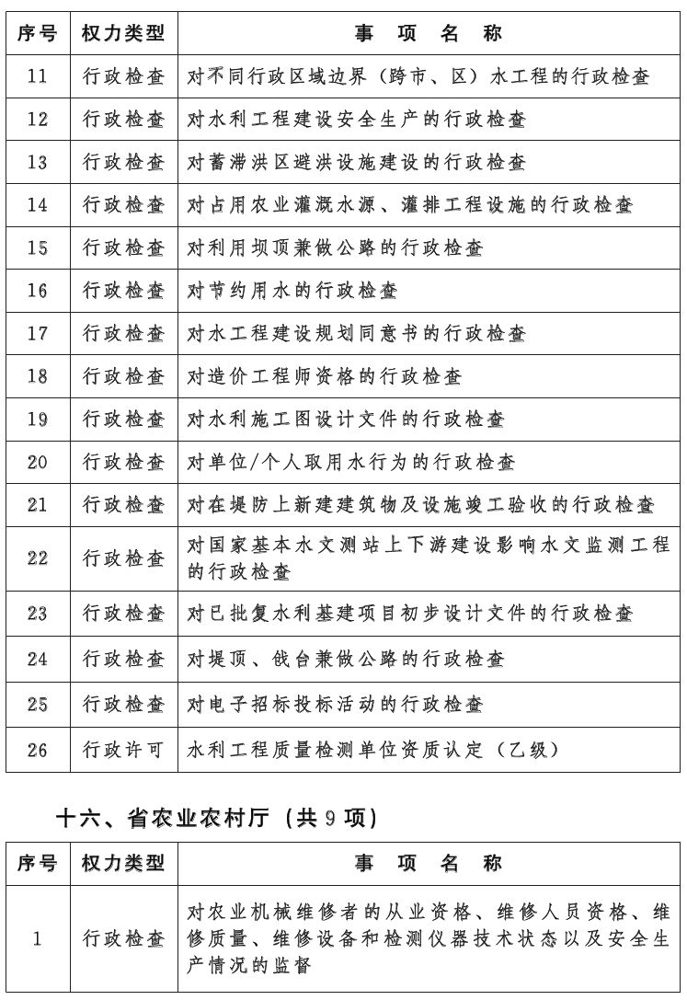 序号 权力类型 事项名称
11 行政检查 对不同行政区域边界（跨市、区）水工程的行政检查
12 行政检查 对水利工程建设安全生产的行政检查
13 行政检查 对蓄滞洪区避洪设施建设的行政检查
14 行政检查 对占用农业灌溉水源、灌排工程设施的行政检查
15 行政检查 对利用坝顶兼做公路的行政检查
16 行政检查 对节约用水的行政检查
17 行政检查 对水工程建设规划同意书的行政检查
18 行政检查 对造价工程师资格的行政检查
19 行政检查 对水利施工图设计文件的行政检查
20 行政检查 对单位/个人取用水行为的行政检查
21 行政检查 对在堤防上新建建筑物及设施竣工验收的行政检查
22 行政检查 对国家基本水文测站上下游建设影响水文监测工程
的行政检查
23 行政检查 对已批复水利基建项目初步设计文件的行政检查
24 行政检查 对堤顶、戗台兼做公路的行政检查
25 行政检查 对电子招标投标活动的行政检查
26 行政许可 水利工程质量检测单位资质认定（乙级）
十六、省农业农村厅（共9项）
序号 权力类型 事项名称
1 行政检查 对农业机械维修者的从业资格、维修人员资格、维
修质量、维修设备和检测仪器技术状态以及安全生
产情况的监督